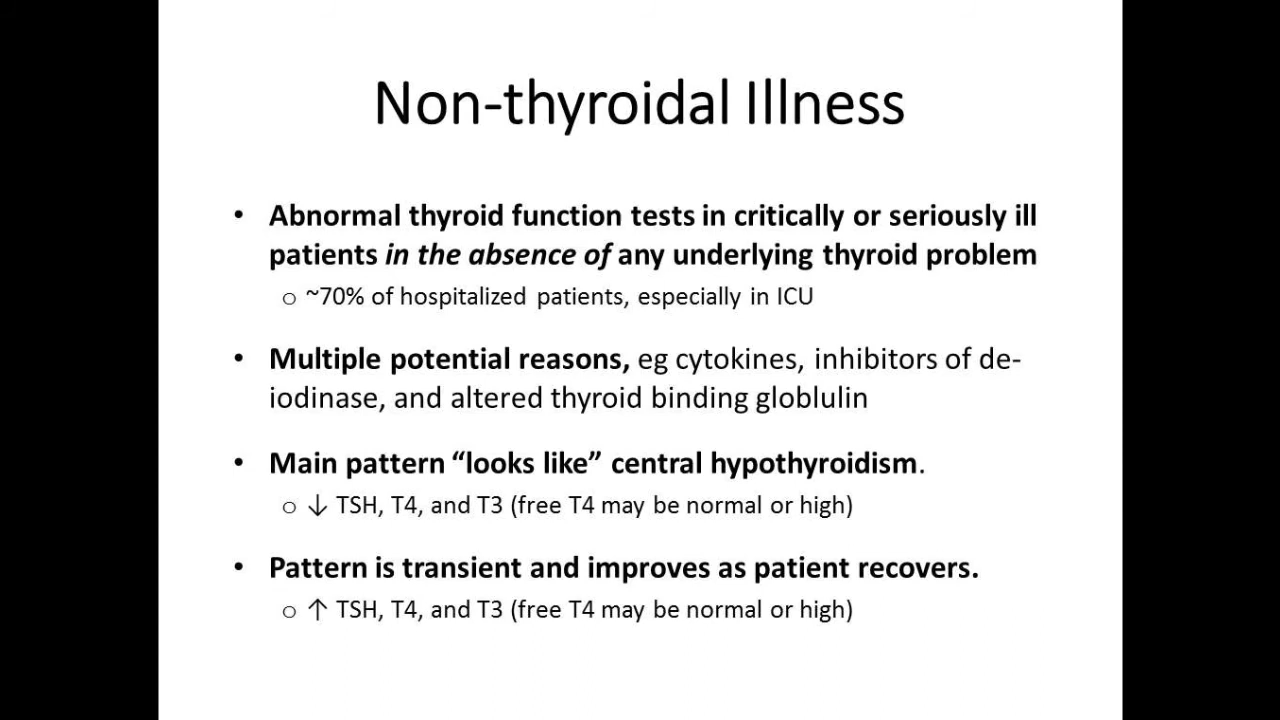 Non-thyroidal Illness
• Abnormal thyroid function tests in critically or seriously ill
patients in the absence of any underlying thyroid problem
o ~70% of hospitalized patients, especially in ICU
• Multiple potential reasons, eg cytokines, inhibitors of de-
iodinase, and altered thyroid binding globlulin
• Main pattern “looks like” central hypothyroidism.
o ↓ TSH, T4, and T3 (free T4 may be normal or high)
• Pattern is transient and improves as patient recovers.
o ↑ TSH, T4, and T3 (free T4 may be normal or high)